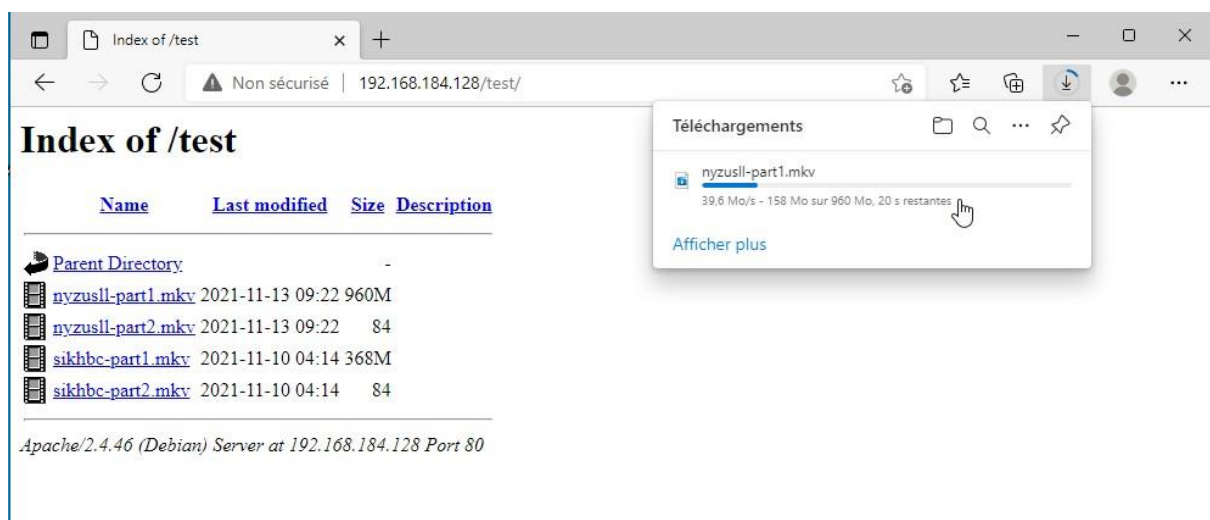 Index of /test
Non sécurisé | 192.168.184.128/test/
Index of /test
Name Last modified Size Description
Parent Directory -
nyzusll-part1.mkv 2021-11-13 09:22 960M
nyzusll-part2.mkv 2021-11-13 09:22 84
sikhbc-part1.mkv 2021-11-10 04:14 368M
sikhbc-part2.mkv 2021-11-10 04:14 84
Apache/2.4.46 (Debian) Server at 192.168.184.128 Port 80
Téléchargements
nyzusll-part1.mkv
39,6 Mo/s - 158 Mo sur 960 Mo, 20 s restantes
Afficher plus